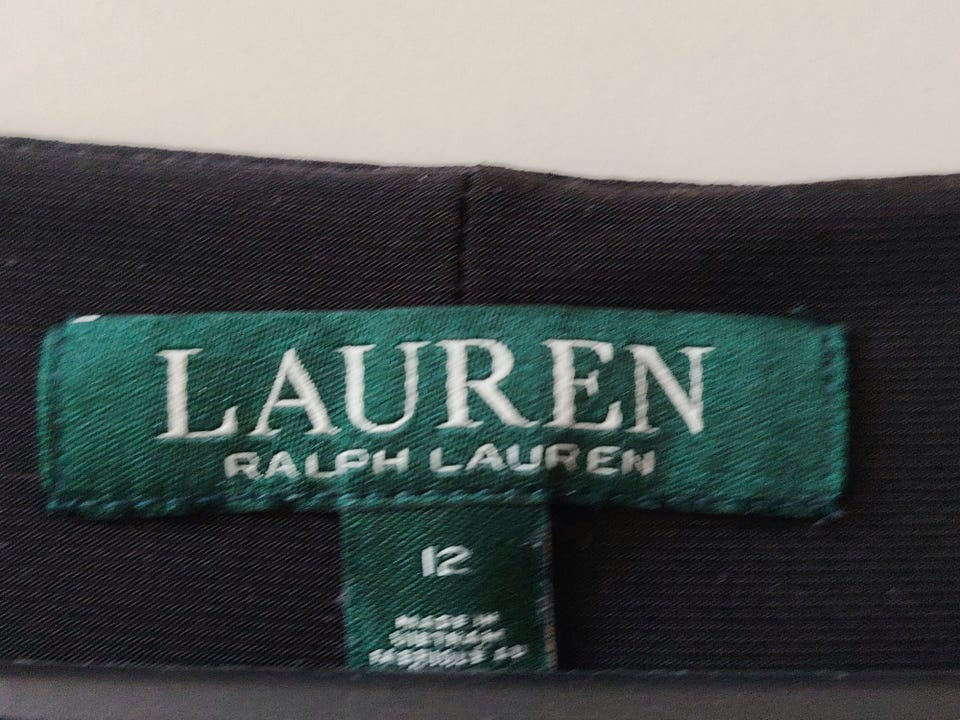 LAUREN
RALPH LAUREN
12
MADE IN
VIETNAM